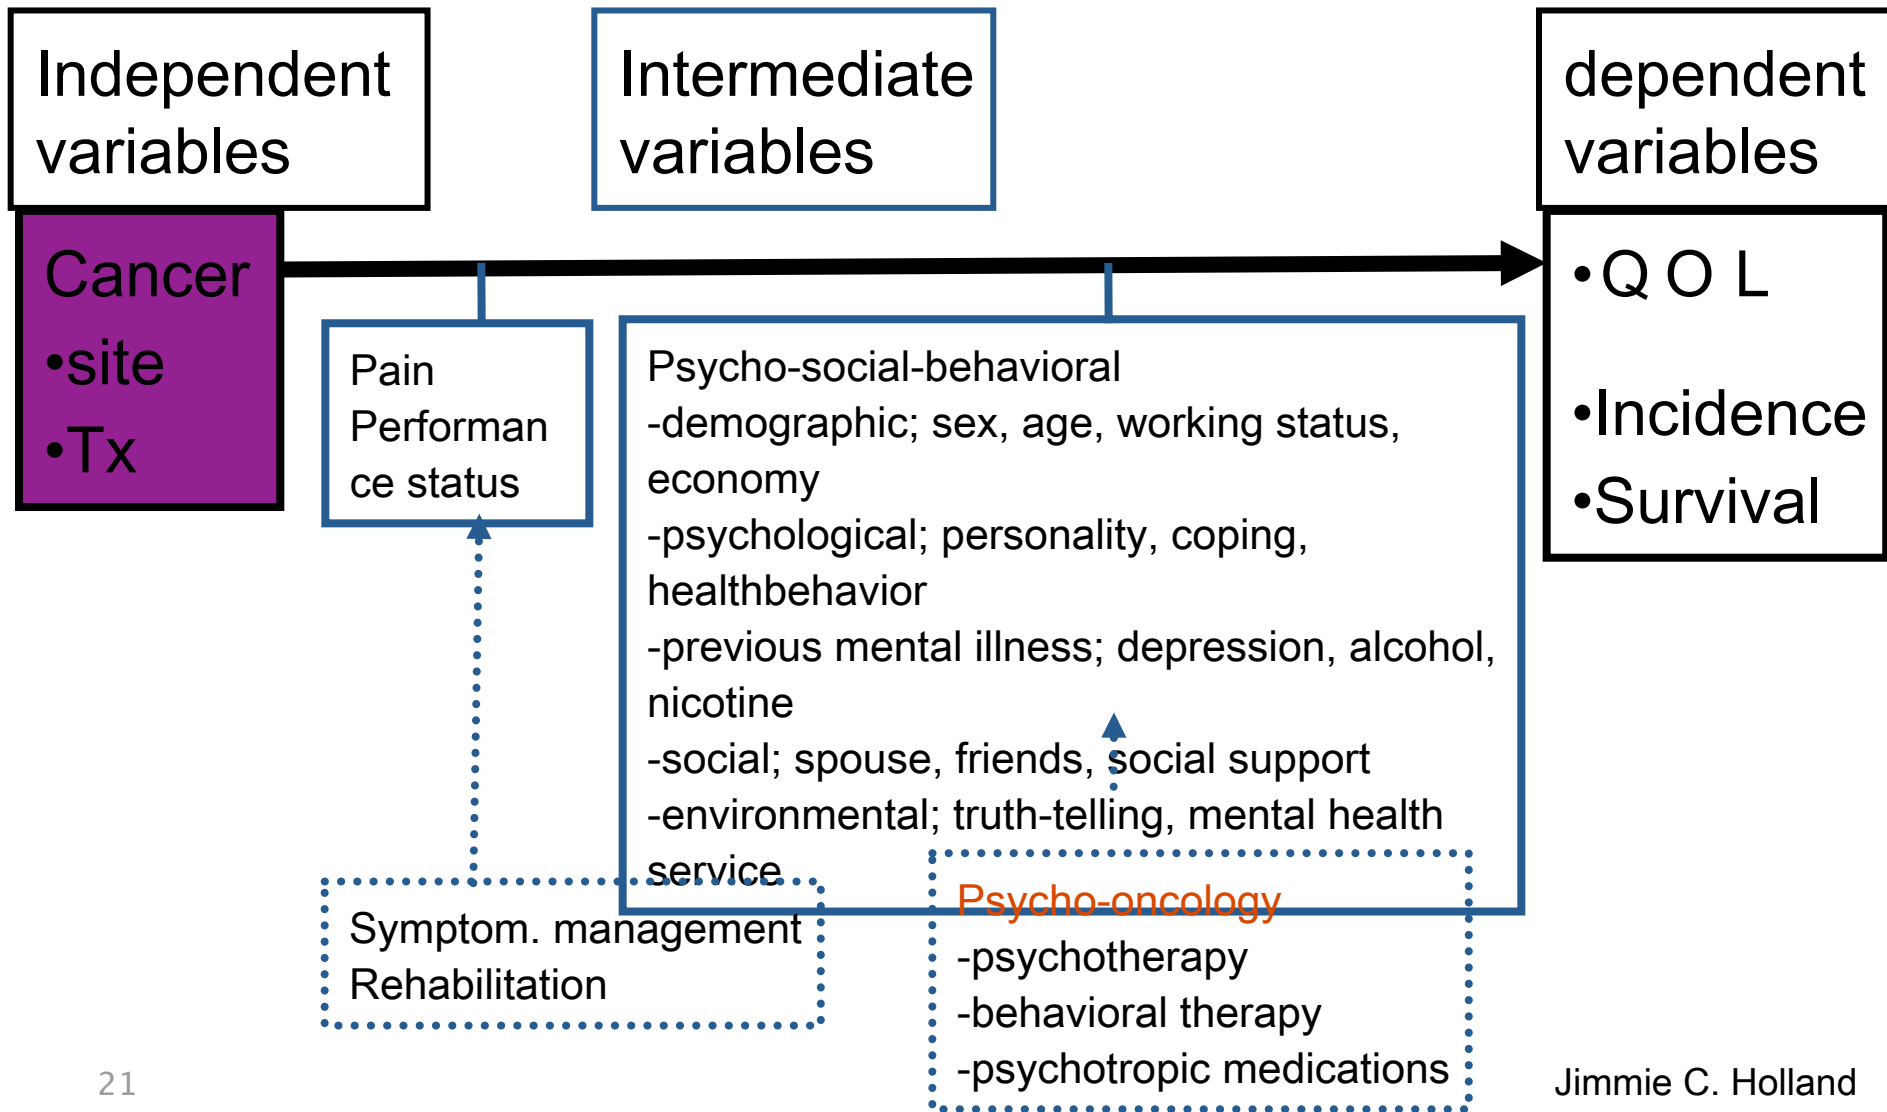 Independent
variables
Intermediate
variables
dependent
variables
Cancer
•site
•Tx
Pain
Performan
ce status
Psycho-social-behavioral
-demographic; sex, age, working status,
economy
-psychological; personality, coping,
healthbehavior
-previous mental illness; depression, alcohol,
nicotine
-social; spouse, friends, social support
-environmental; truth-telling, mental health
service
•Q O L
•Incidence
•Survival
Symptom. management
Rehabilitation
Psycho-oncology
-psychotherapy
-behavioral therapy
-psychotropic medications
21
Jimmie C. Holland